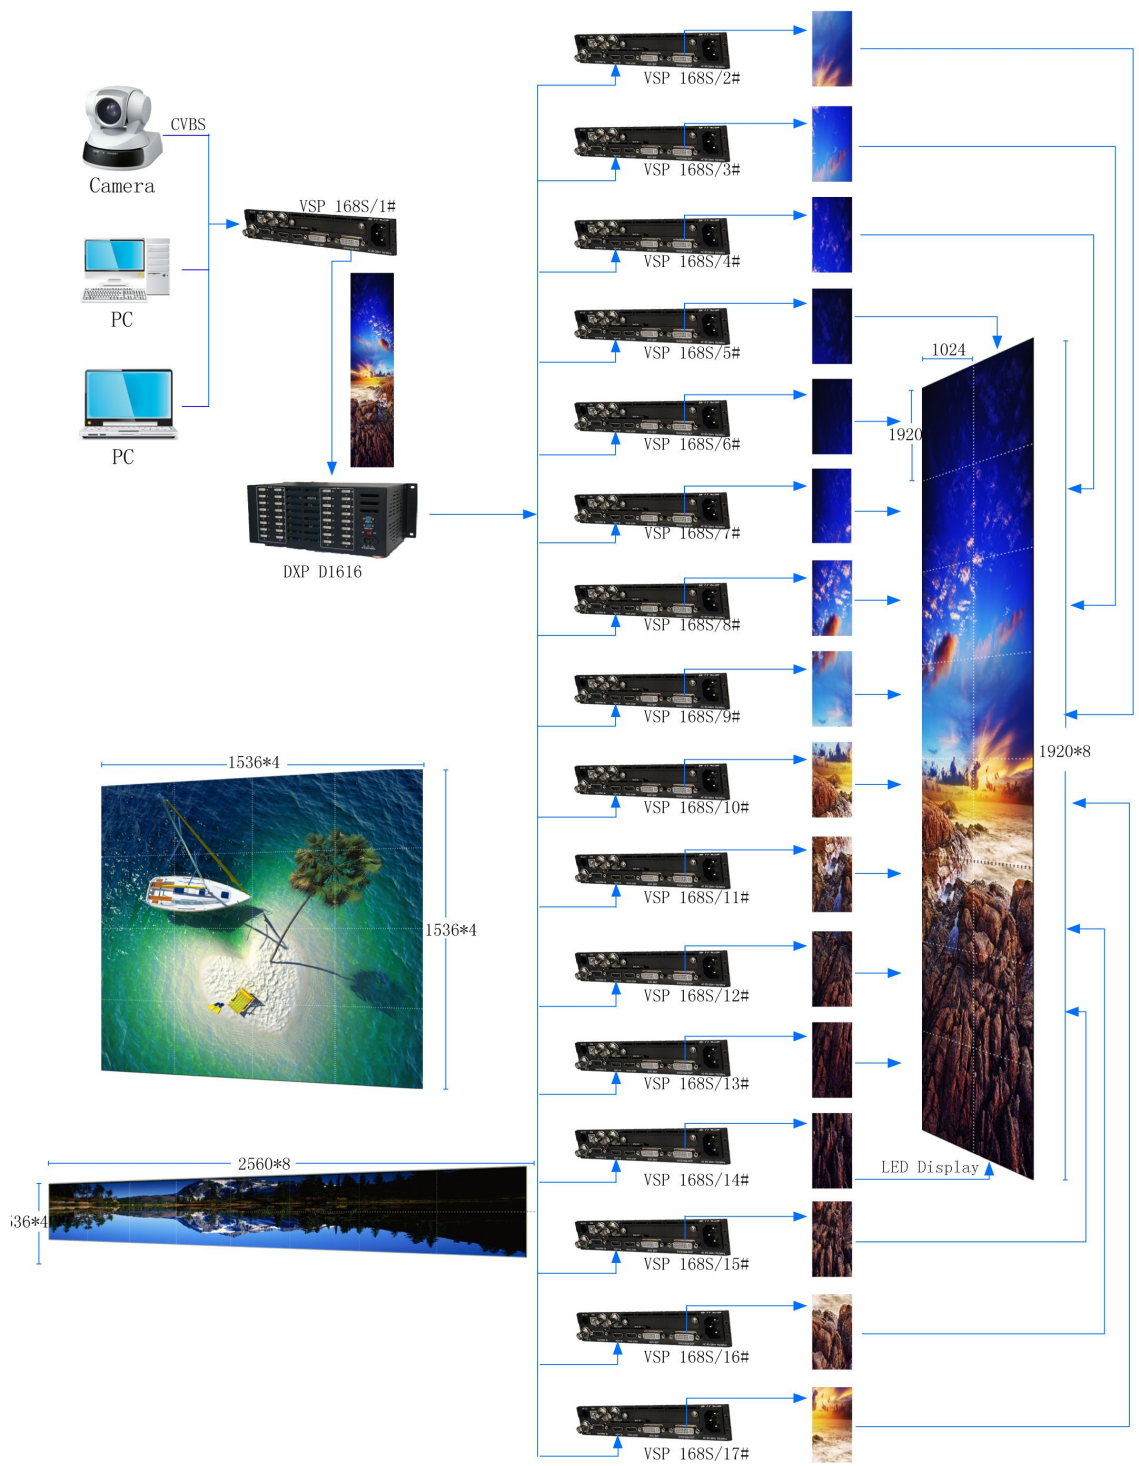 CVBS
Camera
PC
PC
VSP 168S/1#
DXP D1616
VSP 168S/2#
VSP 168S/3#
VSP 168S/4#
VSP 168S/5#
VSP 168S/6#
VSP 168S/7#
VSP 168S/8#
VSP 168S/9#
VSP 168S/10#
VSP 168S/11#
VSP 168S/12#
VSP 168S/13#
VSP 168S/14#
VSP 168S/15#
VSP 168S/16#
VSP 168S/17#
1024
1920
1920*8
LED Display
1536*4
1536*4
2560*8
36*4